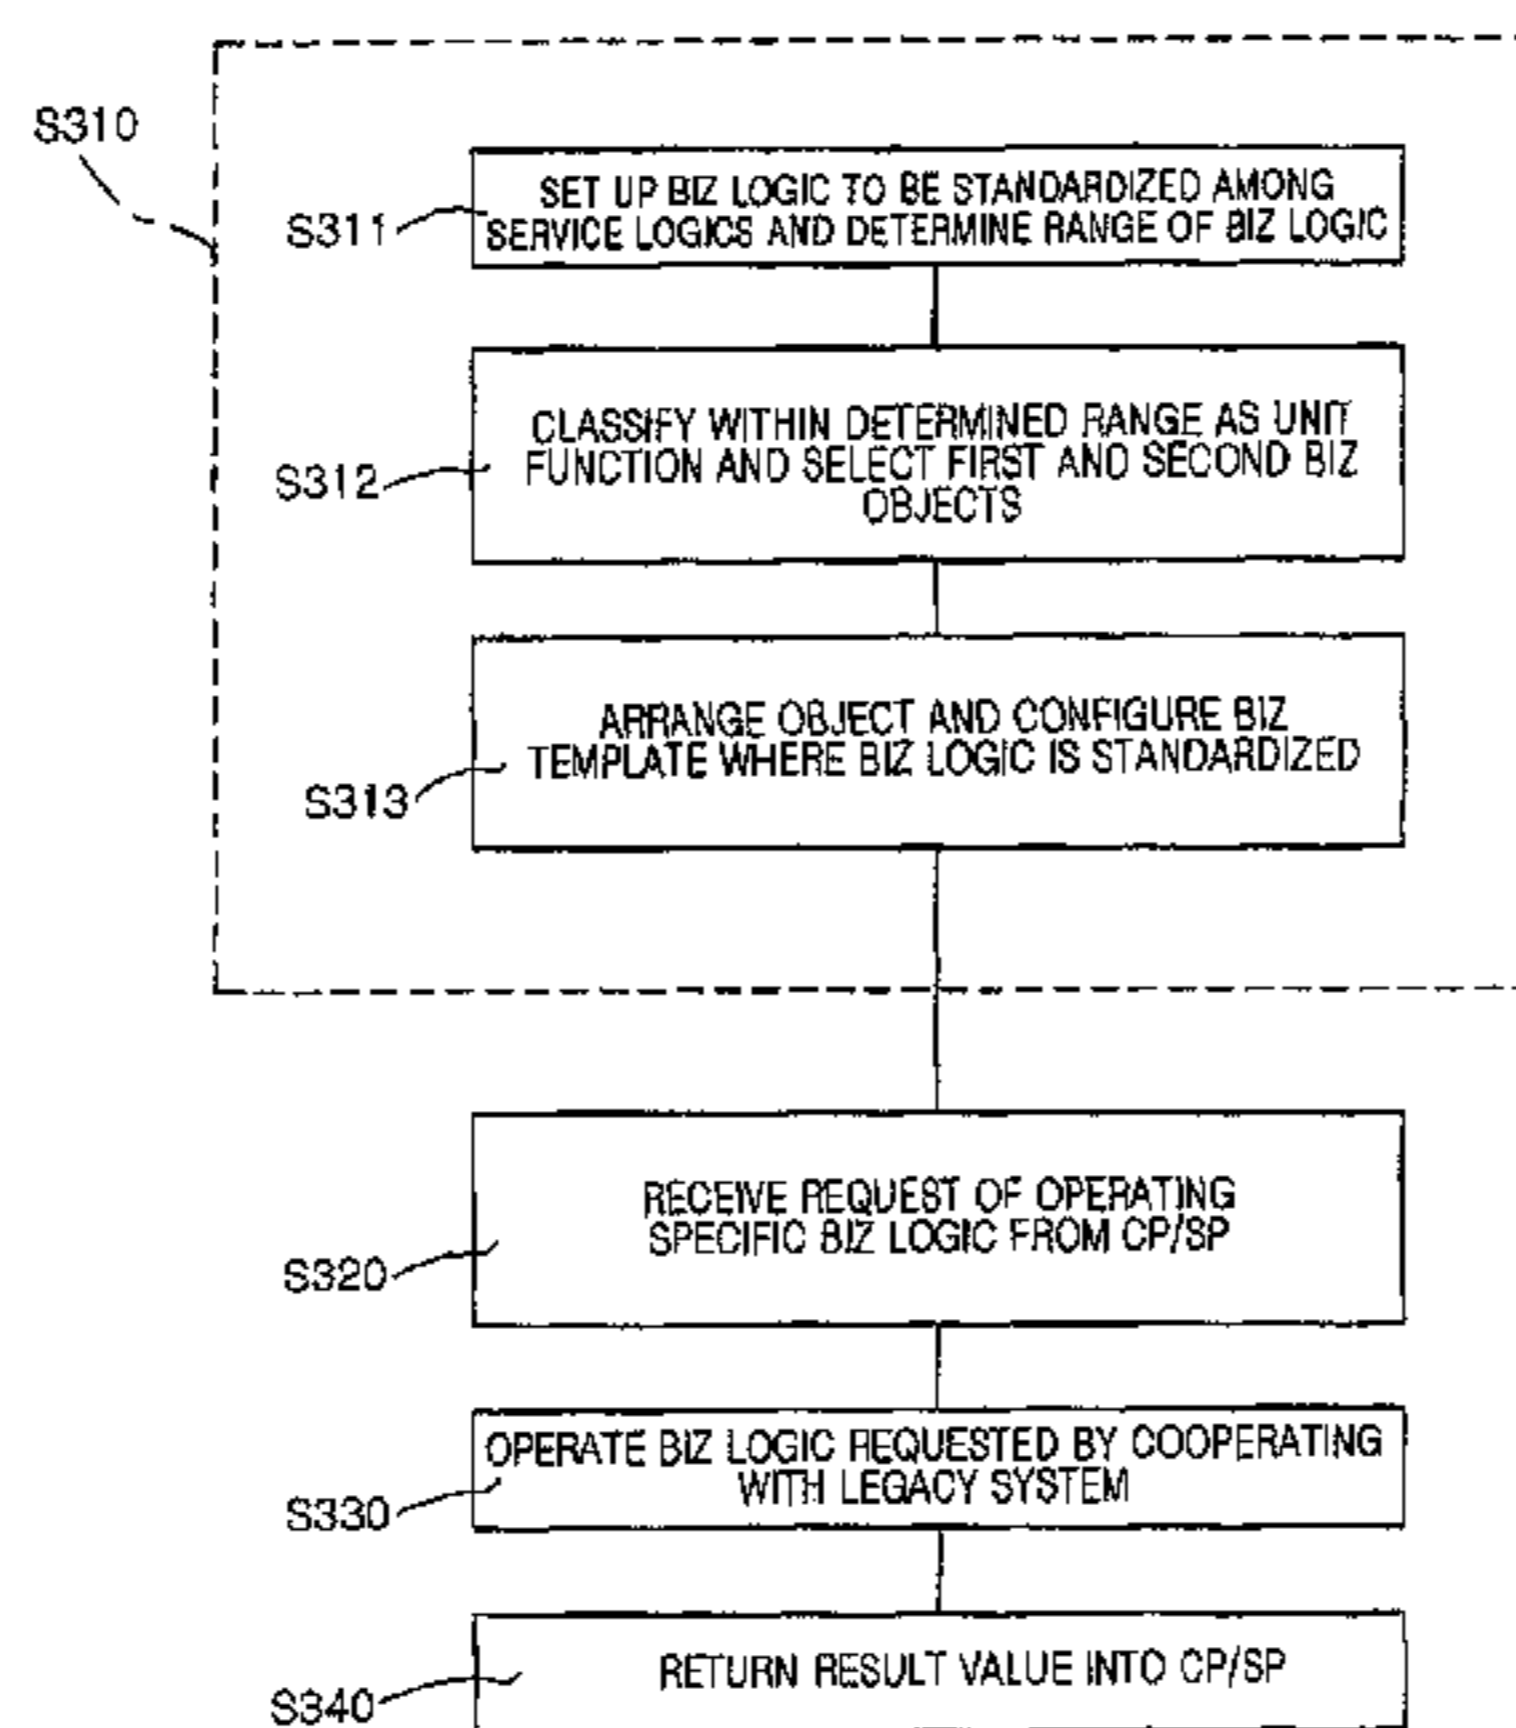 S310
S311
SET UP BIZ LOGIC TO BE STANDARDIZED AMONG
SERVICE LOGICS AND DETERMINE RANGE OF BIZ LOGIC
S312
CLASSIFY WITHIN DETERMINED RANGE AS UNIT
FUNCTION AND SELECT FIRST AND SECOND BIZ
OBJECTS
S313
ARRANGE OBJECT AND CONFIGURE BIZ
TEMPLATE WHERE BIZ LOGIC IS STANDARDIZED
S320
RECEIVE REQUEST OF OPERATING
SPECIFIC BIZ LOGIC FROM CP/SP
S330
OPERATE BIZ LOGIC REQUESTED BY COOPERATING
WITH LEGACY SYSTEM
S340
RETURN RESULT VALUE INTO CP/SP